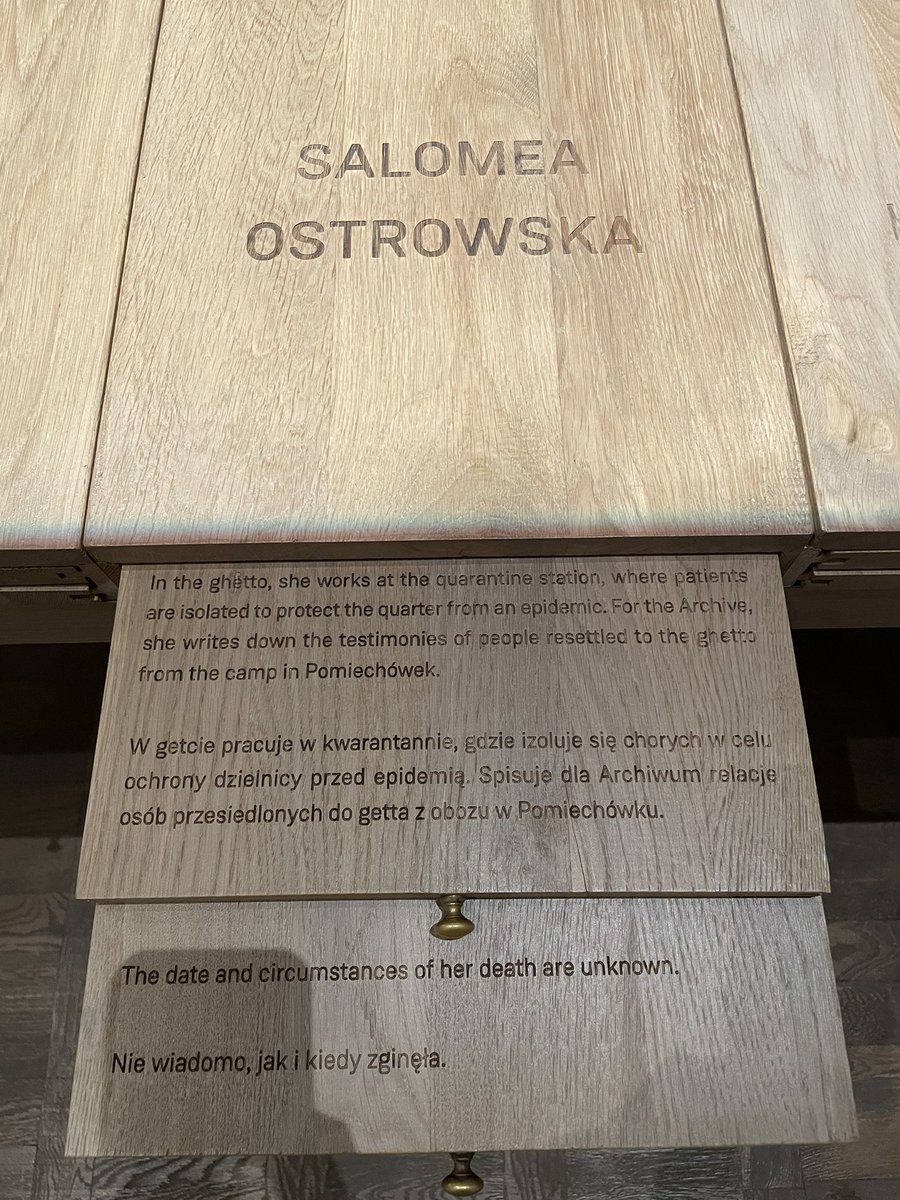 SALOMEA
OSTROWSKA
In the ghetto, she works at the quarantine station, where patients
are isolated to protect the quarter from an epidemic. For the Archive,
she writes down the testimonies of people resettled to the ghetto
from the camp in Pomiechówek.
W getcie pracuje w kwarantannie, gdzie izoluje się chorych w celu
ochrony dzielnicy przed epidemią. Spisuje dla Archiwum relację
osób przesiedlonych do getta z obozu w Pomiechówku.
The date and circumstances of her death are unknown.
Nie wiadomo, jak i kiedy zginęła.